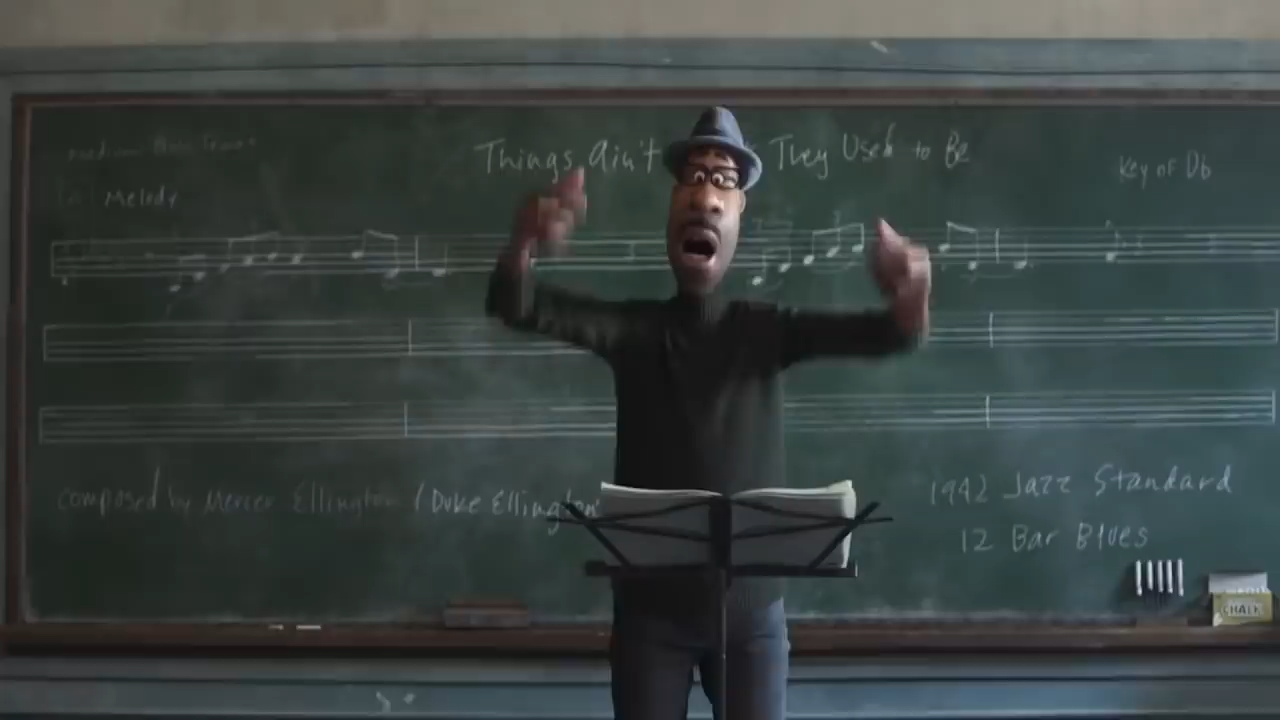 Things Ain't They Used to Be
Key of Db
Melody
composed by Mercer Ellington (Duke Ellington
1942 Jazz Standard
12 Bar Blues
CHALK